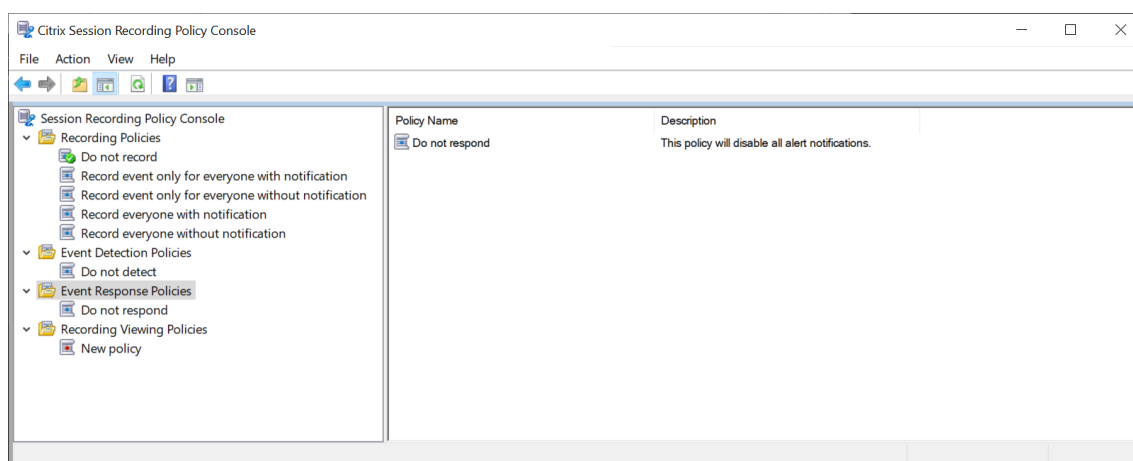 Citrix Session Recording Policy Console
File Action View Help
Session Recording Policy Console
Recording Policies
Do not record
Record event only for everyone with notification
Record event only for everyone without notification
Record everyone with notification
Record everyone without notification
Event Detection Policies
Do not detect
Event Response Policies
Do not respond
Recording Viewing Policies
New policy
Policy Name Description
Do not respond This policy will disable all alert notifications.